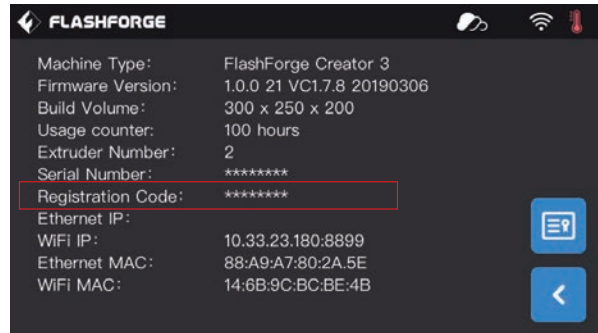 FLASHFORGE
Machine Type: FlashForge Creator 3
Firmware Version: 1.0.0 21 VC1.7.8 20190306
Build Volume: 300 x 250 x 200
Usage counter: 100 hours
Extruder Number: 2
Serial Number: ********
Registration Code: ********
Ethernet IP:
WiFi IP: 10.33.23.180:8899
Ethernet MAC: 88:A9:A7:80:2A.5E
WiFi MAC: 14:6B:9C:BC:BE:4B